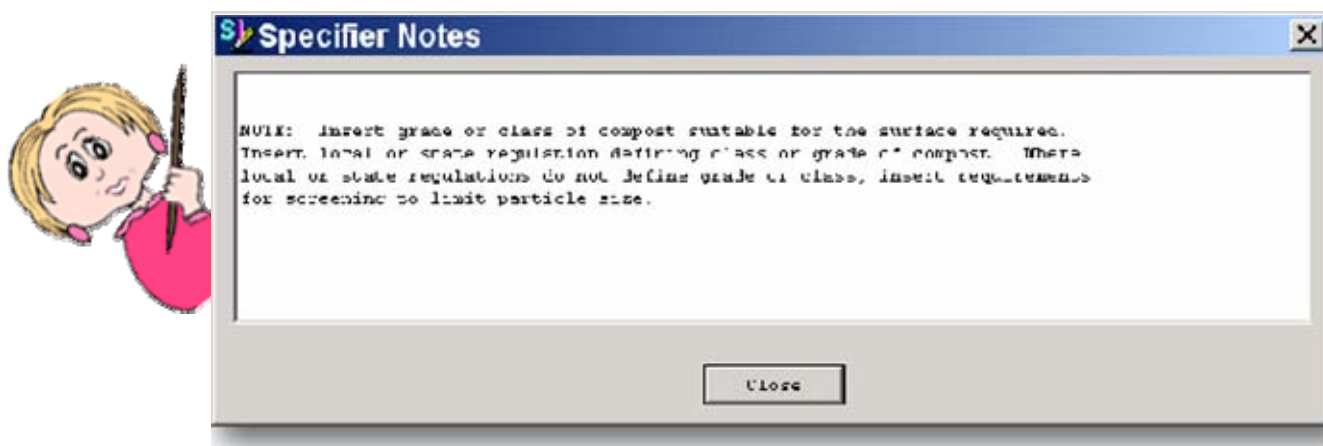 Specifier Notes
NOTE: Insert grade or class of compost suitable for the surface required.
Insert local or state regulation defining class or grade of compost. Where
local or state regulations do not define grade or class, insert requirements
for screening to limit particle size.
Close